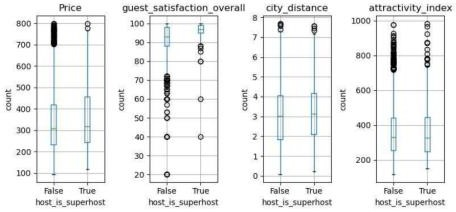 Price
guest_satisfaction_overall
city_distance
attractivity_index
count
800
700
600
500
400
300
200
100
False
True
host_is_superhost
count
100
90
80
70
60
50
40
30
20
False
True
host_is_superhost
count
8
7
6
5
4
3
2
1
0
False
True
host_is_superhost
count
1000
800
600
400
200
False
True
host_is_superhost